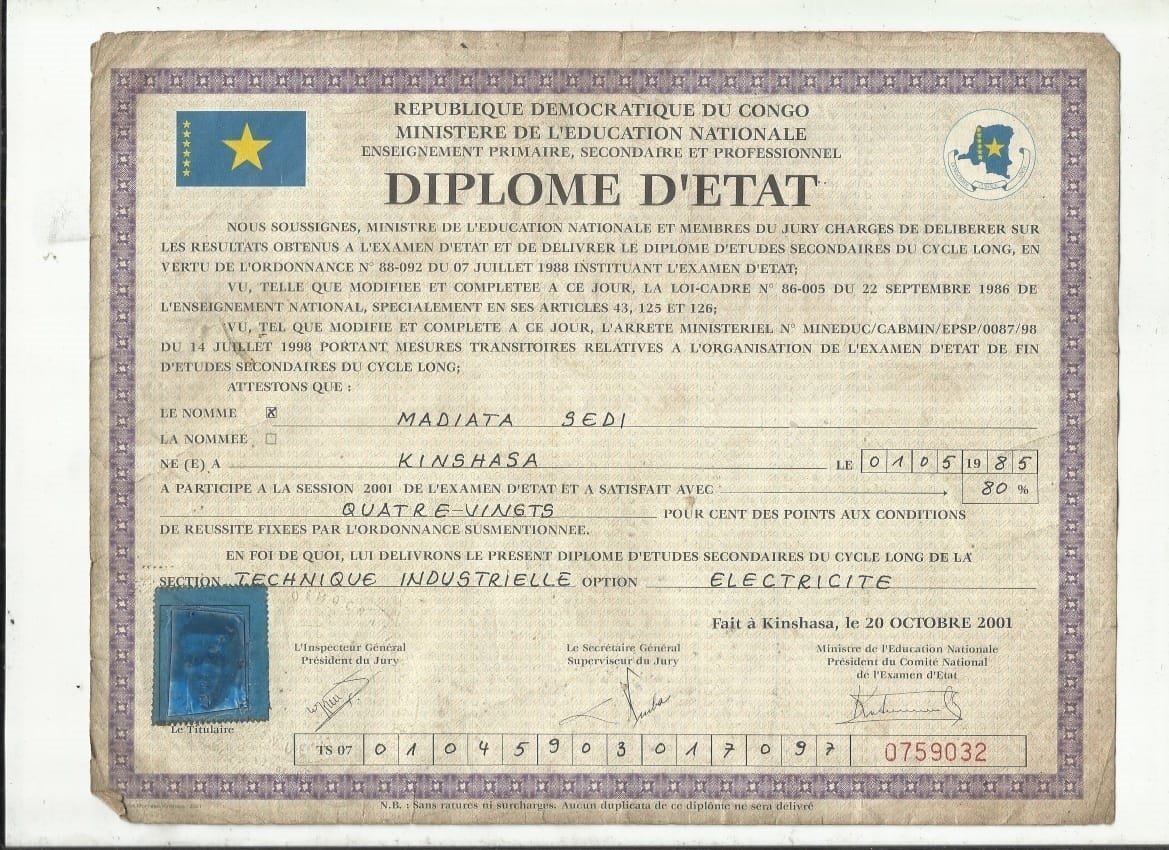 REPUBLIQUE DEMOCRATIQUE DU CONGO
MINISTERE DE L'EDUCATION NATIONALE
ENSEIGNEMENT PRIMAIRE, SECONDAIRE ET PROFESSIONNEL
DIPLOME D'ETAT
NOUS SOUSSIGNES, MINISTRE DE L'EDUCATION NATIONALE ET MEMBRES DU JURY CHARGES DE DELIBERER SUR
LES RESULTATS OBTENUS A L'EXAMEN D'ETAT ET DE DELIVRER LE DIPLOME D'ETUDES SECONDAIRES DU CYCLE LONG, EN
VERTU DE L'ORDONNANCE N° 88-092 DU 07 JUILLET 1988 INSTITUANT L'EXAMEN D'ETAT;
VU, TELLE QUE MODIFIEE ET COMPLETEE A CE JOUR, LA LOI-CADRE N° 86-005 DU 22 SEPTEMBRE 1986 DE
L'ENSEIGNEMENT NATIONAL, SPECIALEMENT EN SES ARTICLES 43, 125 ET 126;
VU, TEL QUE MODIFIE ET COMPLETE A CE JOUR, L'ARRETE MINISTERIEL N° MINEDUC/CABMIN/EPSP/0087/98
DU 14 JUILLET 1998 PORTANT MESURES TRANSITOIRES RELATIVES A L'ORGANISATION DE L'EXAMEN D'ETAT DE FIN
D'ETUDES SECONDAIRES DU CYCLE LONG;
ATTESTONS QUE :
LE NOMME ☒ MADIATA SEDI
LA NOMMEE ☐
NE (E) A KINSHASA LE 0 1 0 5 19 8 5
A PARTICIPE A LA SESSION 2001 DE L'EXAMEN D'ETAT ET A SATISFAIT AVEC 80 %
QUATRE-VINGTS POUR CENT DES POINTS AUX CONDITIONS
DE REUSSITE FIXEES PAR L'ORDONNANCE SUSMENTIONNEE.
EN FOI DE QUOI, LUI DELIVRONS LE PRESENT DIPLOME D'ETUDES SECONDAIRES DU CYCLE LONG DE LA
SECTION TECHNIQUE INDUSTRIELLE OPTION ELECTRICITE
Fait à Kinshasa, le 20 OCTOBRE 2001
L'Inspecteur Général
Président du Jury
Le Secrétaire Général
Superviseur du Jury
Ministre de l'Education Nationale
Président du Comité National
de l'Examen d'Etat
Le Titulaire
TS 07 0 1 0 4 5 9 0 3 0 1 7 0 9 7 0759032
N.B. : Sans ratures ni surcharges. Aucun duplicata de ce diplôme ne sera délivré